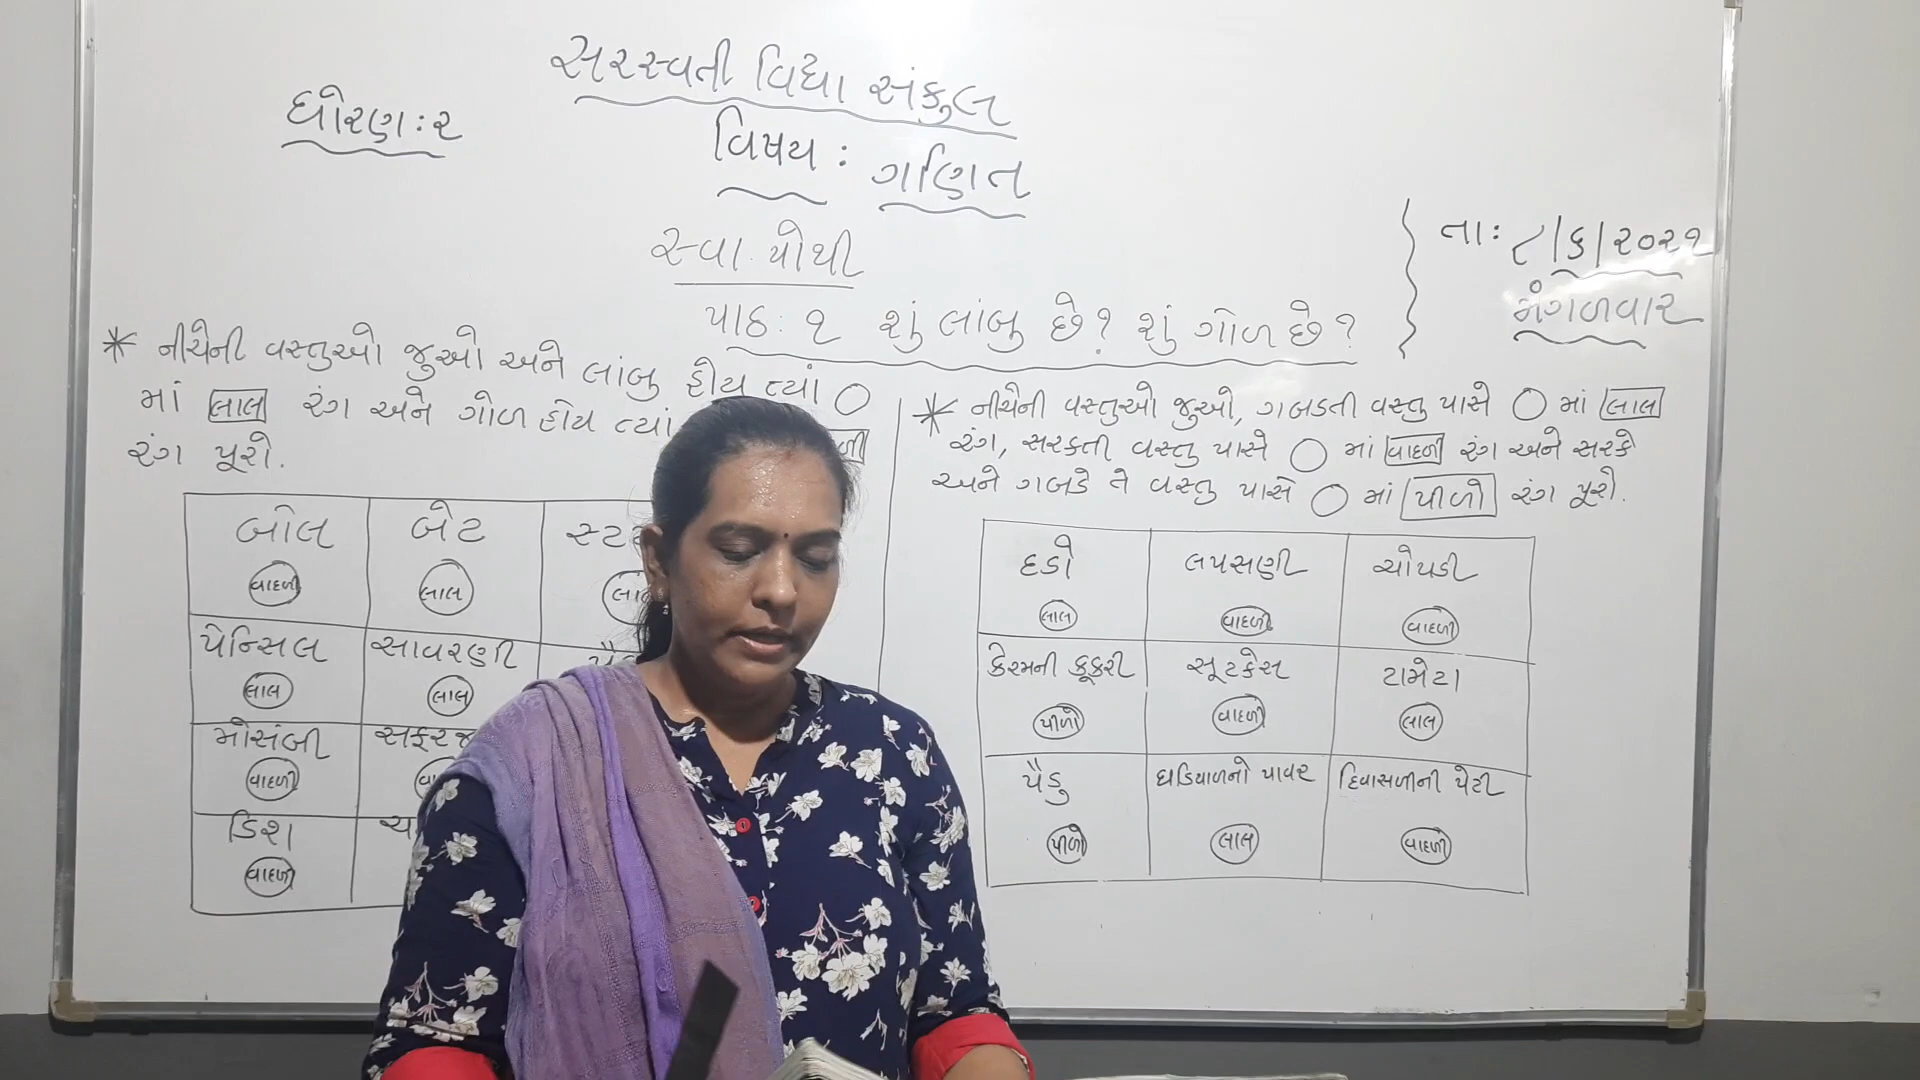 સરસ્વતી વિદ્યા સંકુલ
ધોરણ : ૨
વિષય : ગણિત
સ્વા. પોથી
તા : ૮/૬/૨૦૨૧
મંગળવાર
પાઠ : ૧ શું લાંબુ છે? શું ગોળ છે?
* નીચેની વસ્તુઓ જુઓ અને લાંબુ હોય ત્યાં ○
માં લાલ રંગ અને ગોળ હોય ત્યાં
રંગ પૂરો.
બોલ બેટ
વાદળી લાલ
પેન્સિલ સાવરણી
લાલ લાલ
મોસંબી
વાદળી
ડિશ
વાદળી
* નીચેની વસ્તુઓ જુઓ, ગબડતી વસ્તુ પાસે ○ માં લાલ
રંગ, સરકતી વસ્તુ પાસે ○ માં વાદળી રંગ અને સરકે
અને ગબડે તે વસ્તુ પાસે ○ માં પીળો રંગ પૂરો.
દડો લપસણી ચોપડી
લાલ વાદળી વાદળી
કેરમની કૂકરી સૂટકેસ ટામેટા
પીળો વાદળી લાલ
પૈડુ ઘડિયાળનો પાવર દિવાસળીની પેટી
પીળો લાલ વાદળી